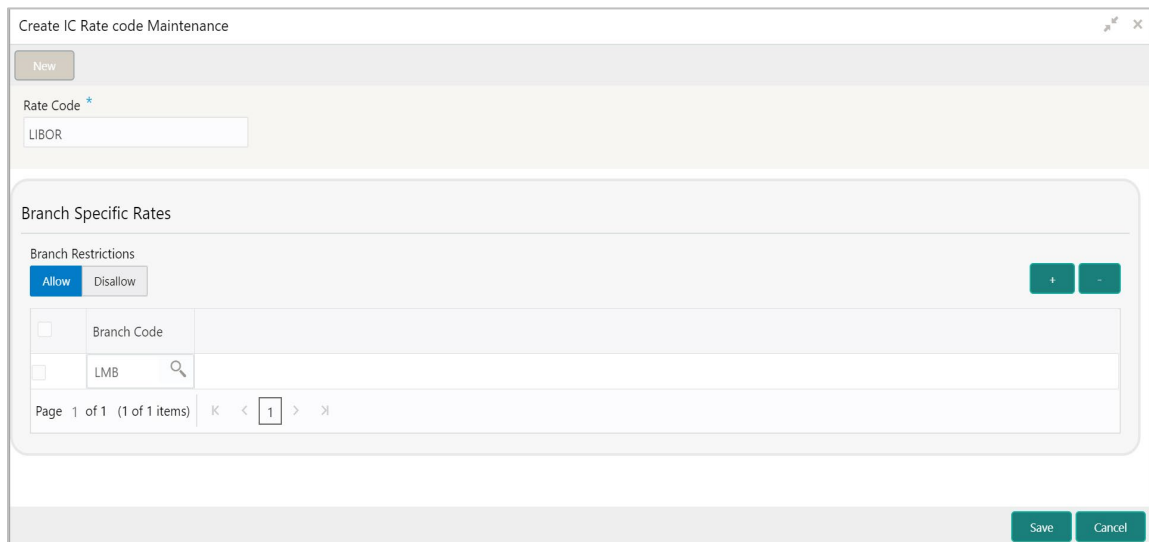 Create IC Rate code Maintenance
New
Rate Code *
LIBOR
Branch Specific Rates
Branch Restrictions
Allow Disallow + -
Branch Code
LMB
Page 1 of 1 (1 of 1 items) K < 1 > >|
Save Cancel